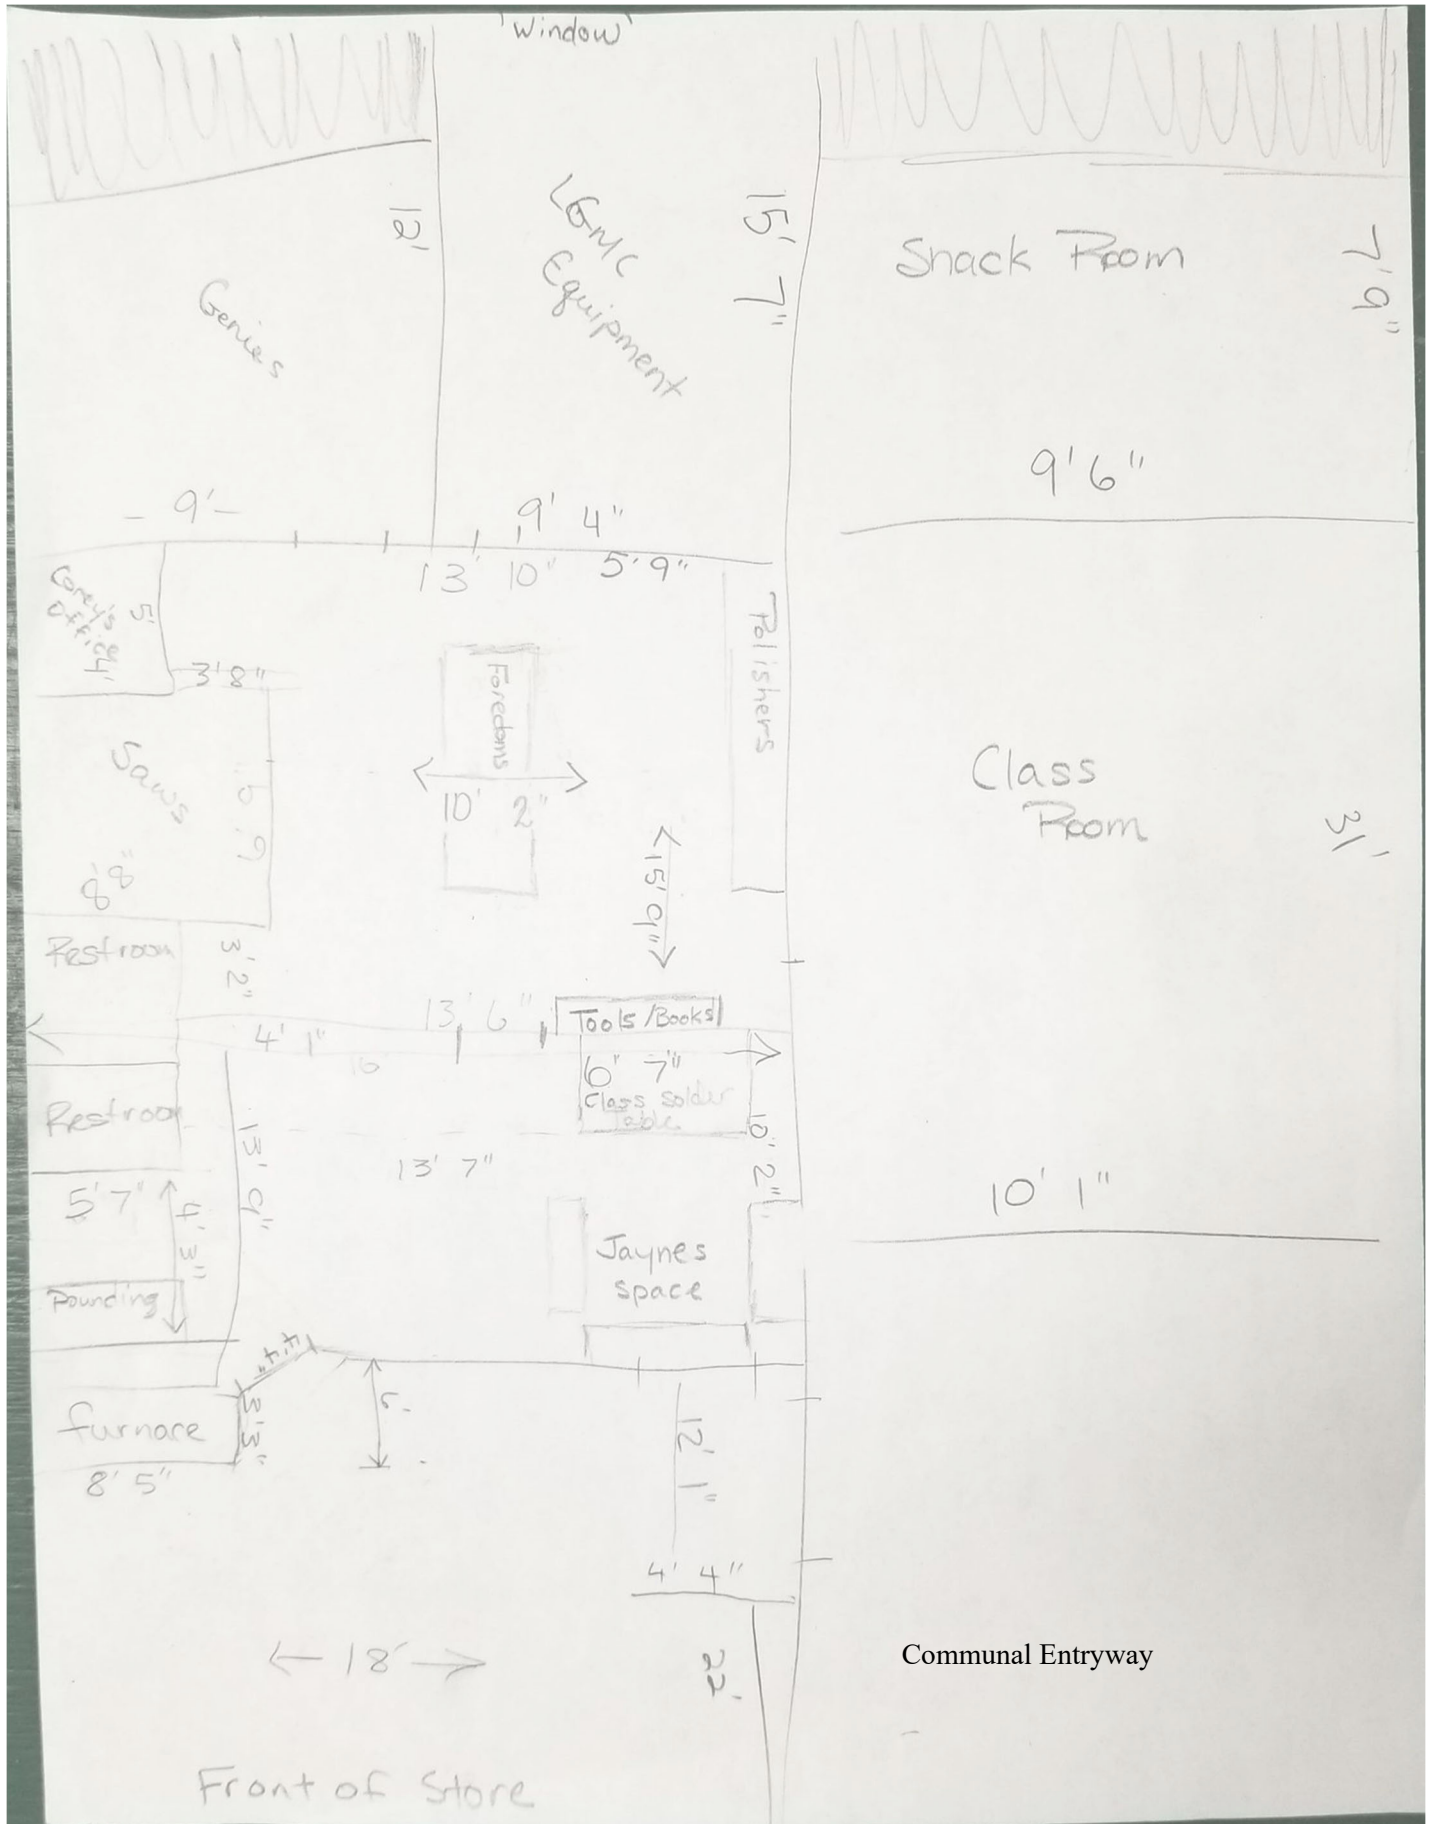 'Window'
12'
LGMC
Equipment
15' 7"
Snack Room
7'9"
Genies
9'6"
- 9'-
9' 4"
13' 10" 5'9"
Corey's
office
5'
4'
3'8"
Foredoms
Polishers
Saws
10' 2"
Class
Room
31'
8'8"
15' 9"
Restroom
3'2"
13' 6"
Tools/Books
4' 1"
6' 7"
Class Solder
Table
Restroom
13' 9"
10' 2"
13' 7"
5'7"
4' 3"
10' 1"
Jaynes
space
Pounding
4'4"
furnace
3'3"
8' 5"
12' 1"
4' 4"
18'
22'
Communal Entryway
Front of Store